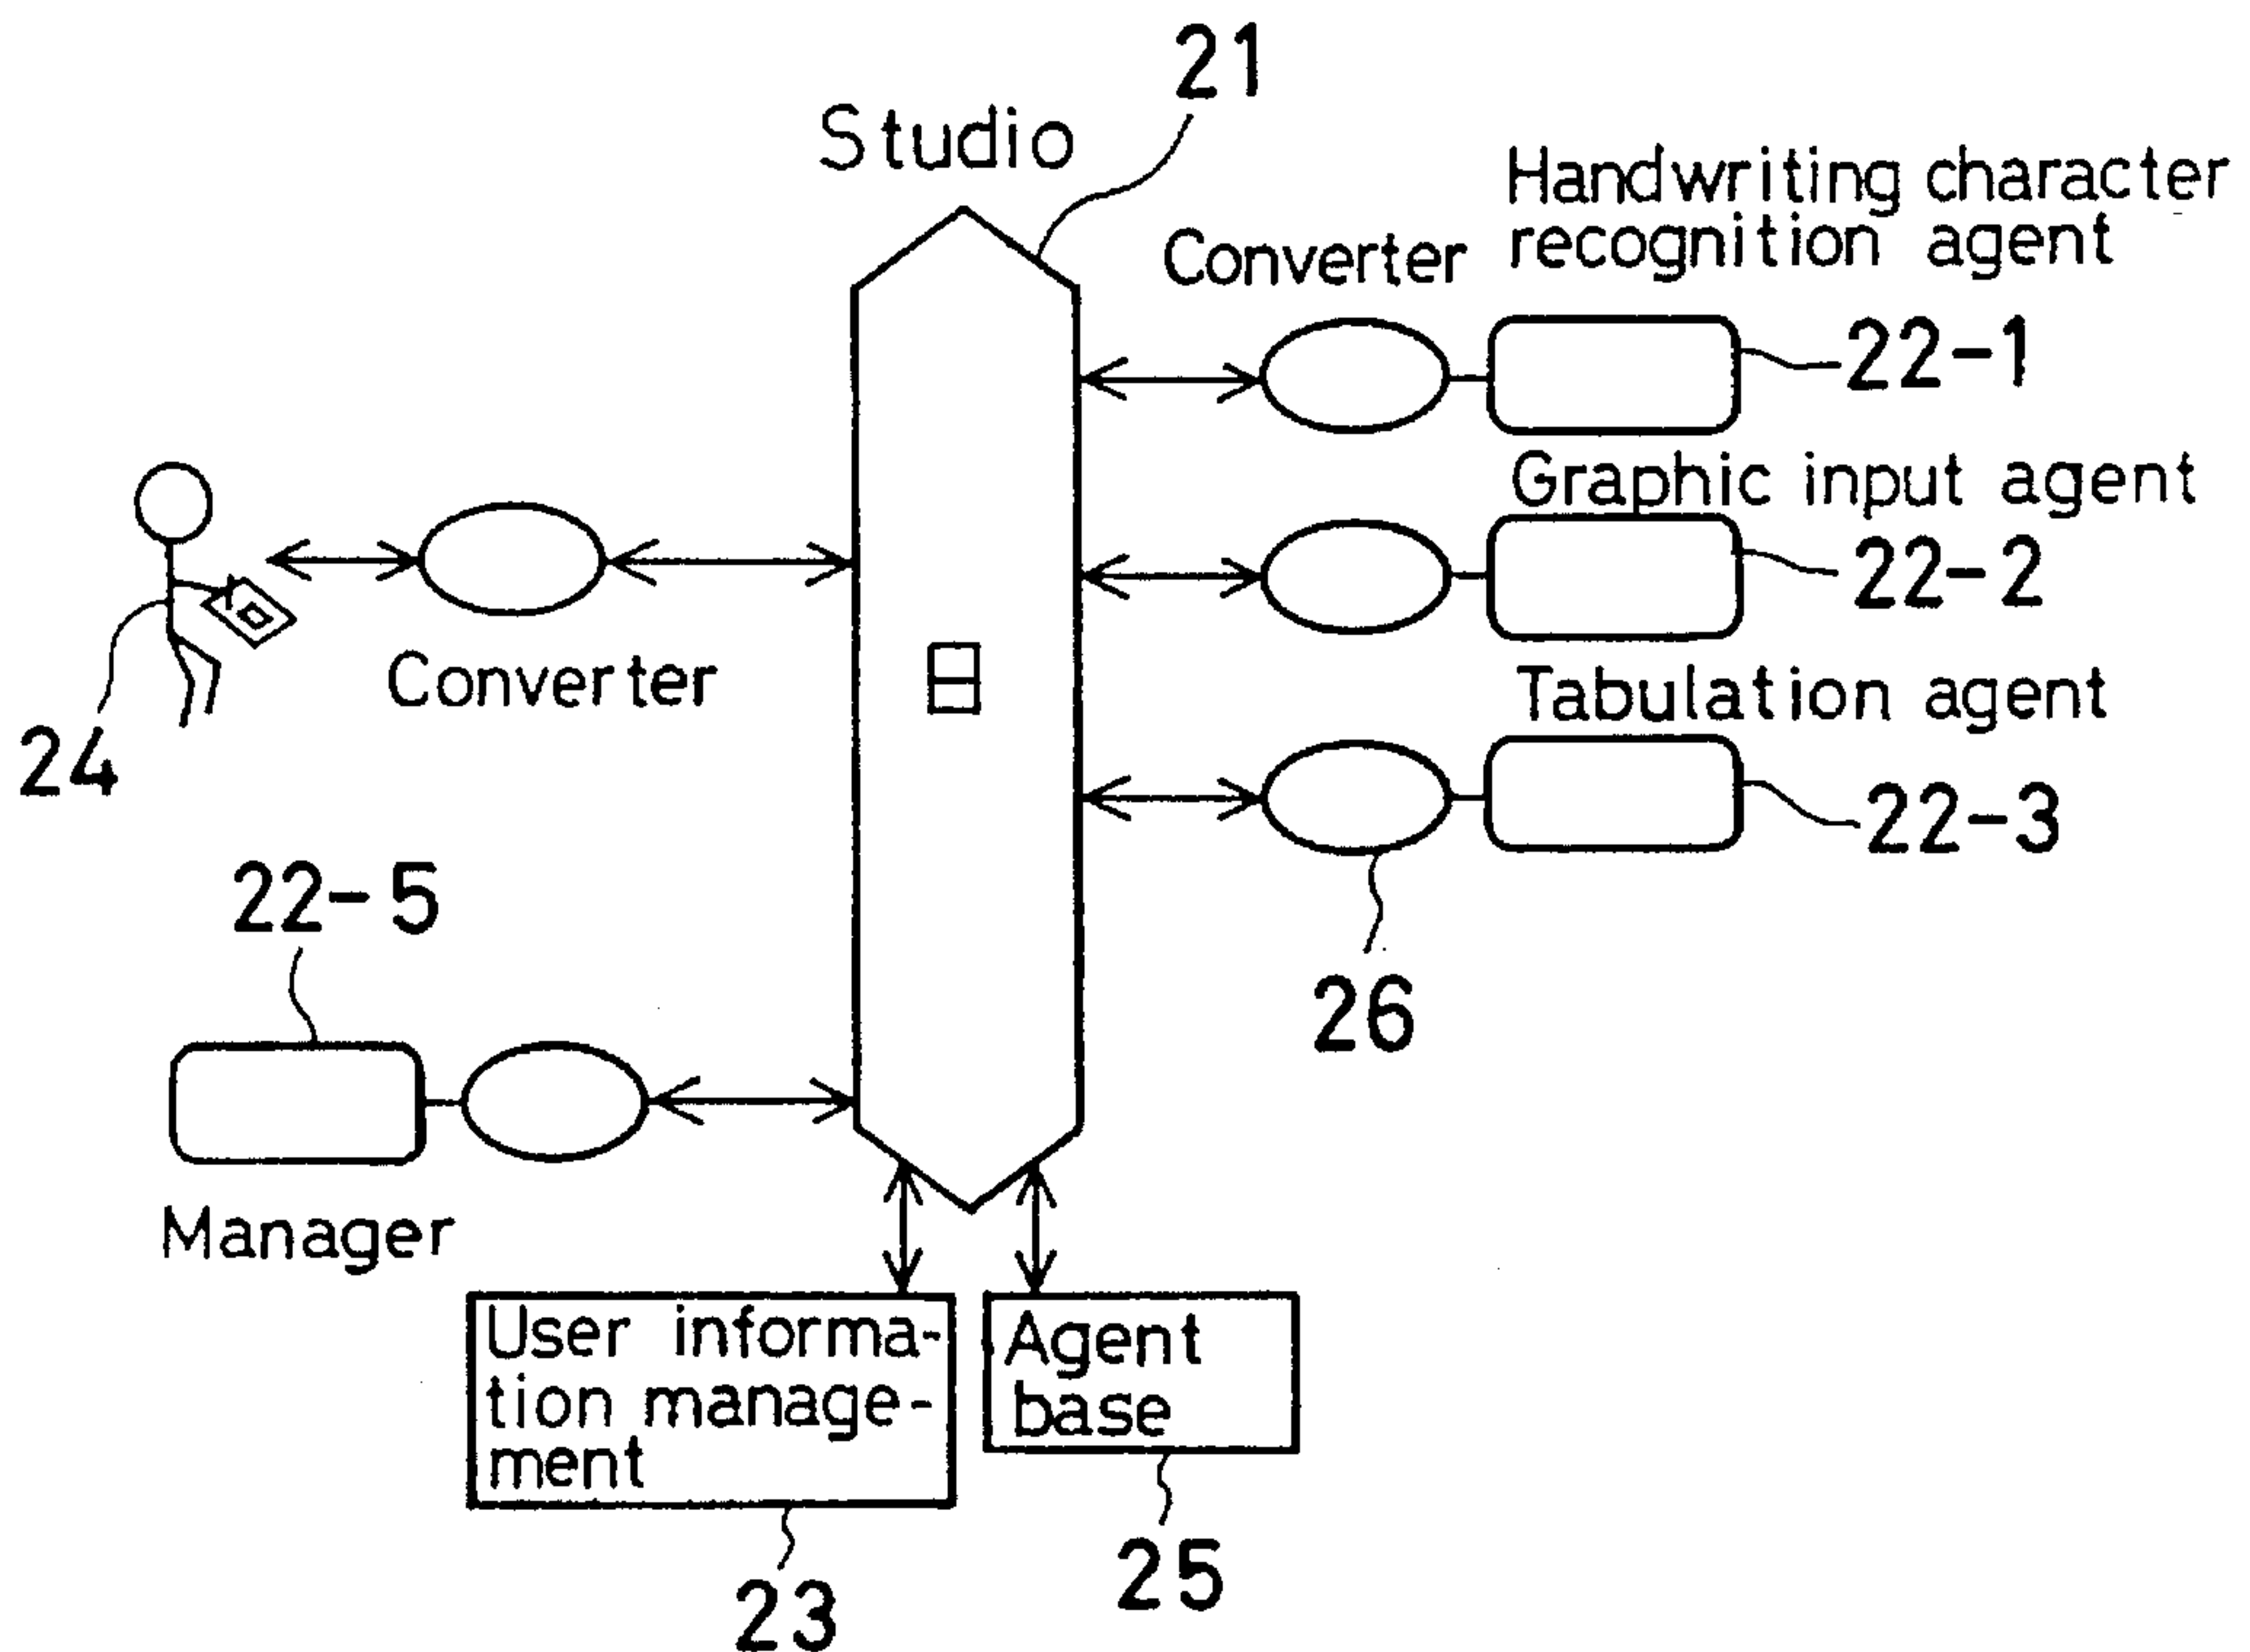 21
Studio
Handwriting character
recognition agent
Converter
22-1
Graphic input agent
22-2
Converter
Tabulation agent
24
22-3
22-5
26
Manager
User informa-
tion manage-
ment
Agent
base
25
23